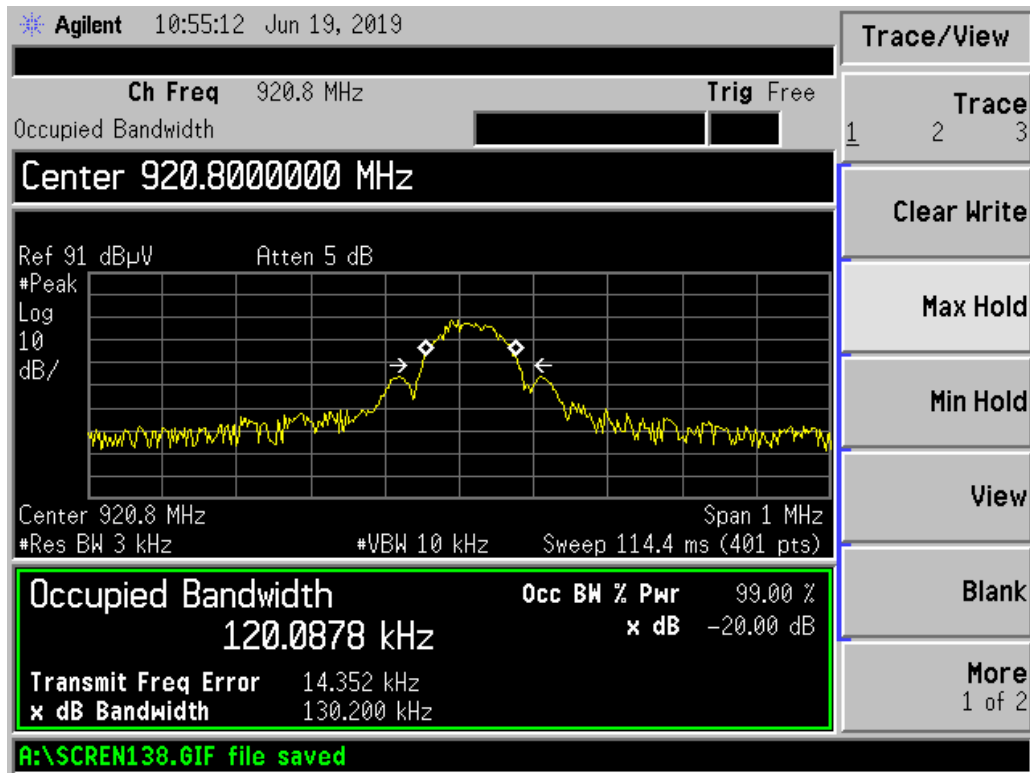 Agilent 10:55:12 Jun 19, 2019
Trace/View
Ch Freq 920.8 MHz Trig Free
Occupied Bandwidth
Trace
1 2 3
Center 920.8000000 MHz
Clear Write
Ref 91 dBµV Atten 5 dB
#Peak
Log
10
dB/
Max Hold
Min Hold
View
Center 920.8 MHz Span 1 MHz
#Res BW 3 kHz #VBW 10 kHz Sweep 114.4 ms (401 pts)
Occupied Bandwidth Occ BW % Pwr 99.00 %
120.0878 kHz x dB -20.00 dB
Blank
Transmit Freq Error 14.352 kHz
x dB Bandwidth 130.200 kHz
More
1 of 2
A:\SCREN138.GIF file saved